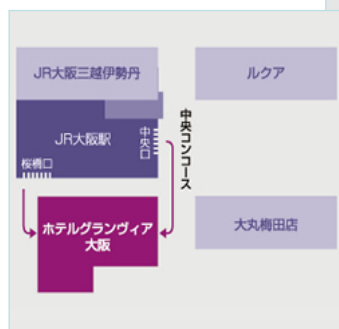 JR大阪三越伊勢丹
ルクア
JR大阪駅
中央口
中央コンコース
桜橋口
ホテルグランヴィア
大阪
大丸梅田店